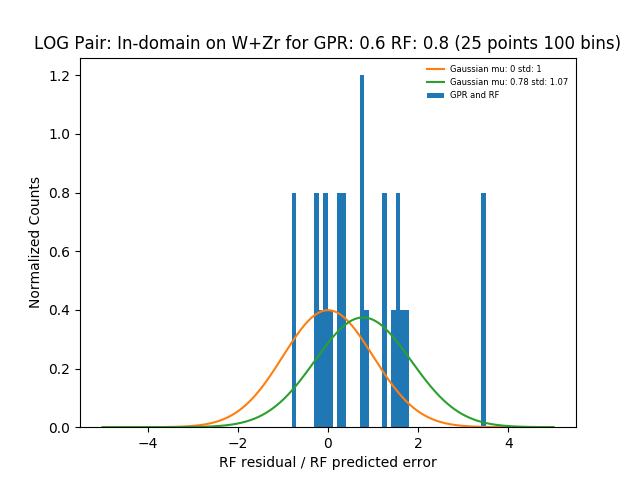 LOG Pair: In-domain on W+Zr for GPR: 0.6 RF: 0.8 (25 points 100 bins)
Gaussian mu: 0 std: 1
Gaussian mu: 0.78 std: 1.07
GPR and RF
Normalized Counts
1.2
1.0
0.8
0.6
0.4
0.2
0.0
−4
−2
0
2
4
RF residual / RF predicted error